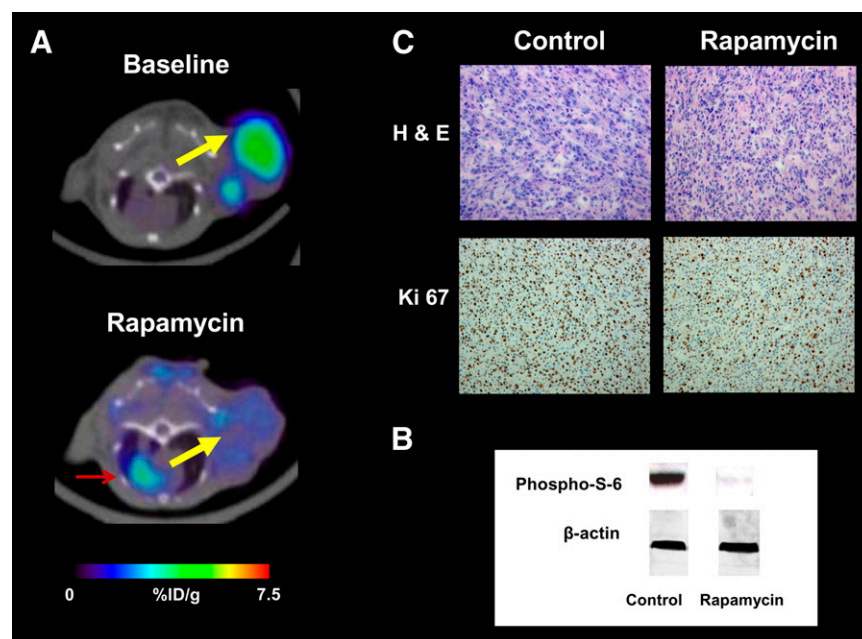 A
Baseline
Rapamycin
0 %ID/g 7.5
C
Control Rapamycin
H & E
Ki 67
B
Phospho-S-6
β-actin
Control Rapamycin